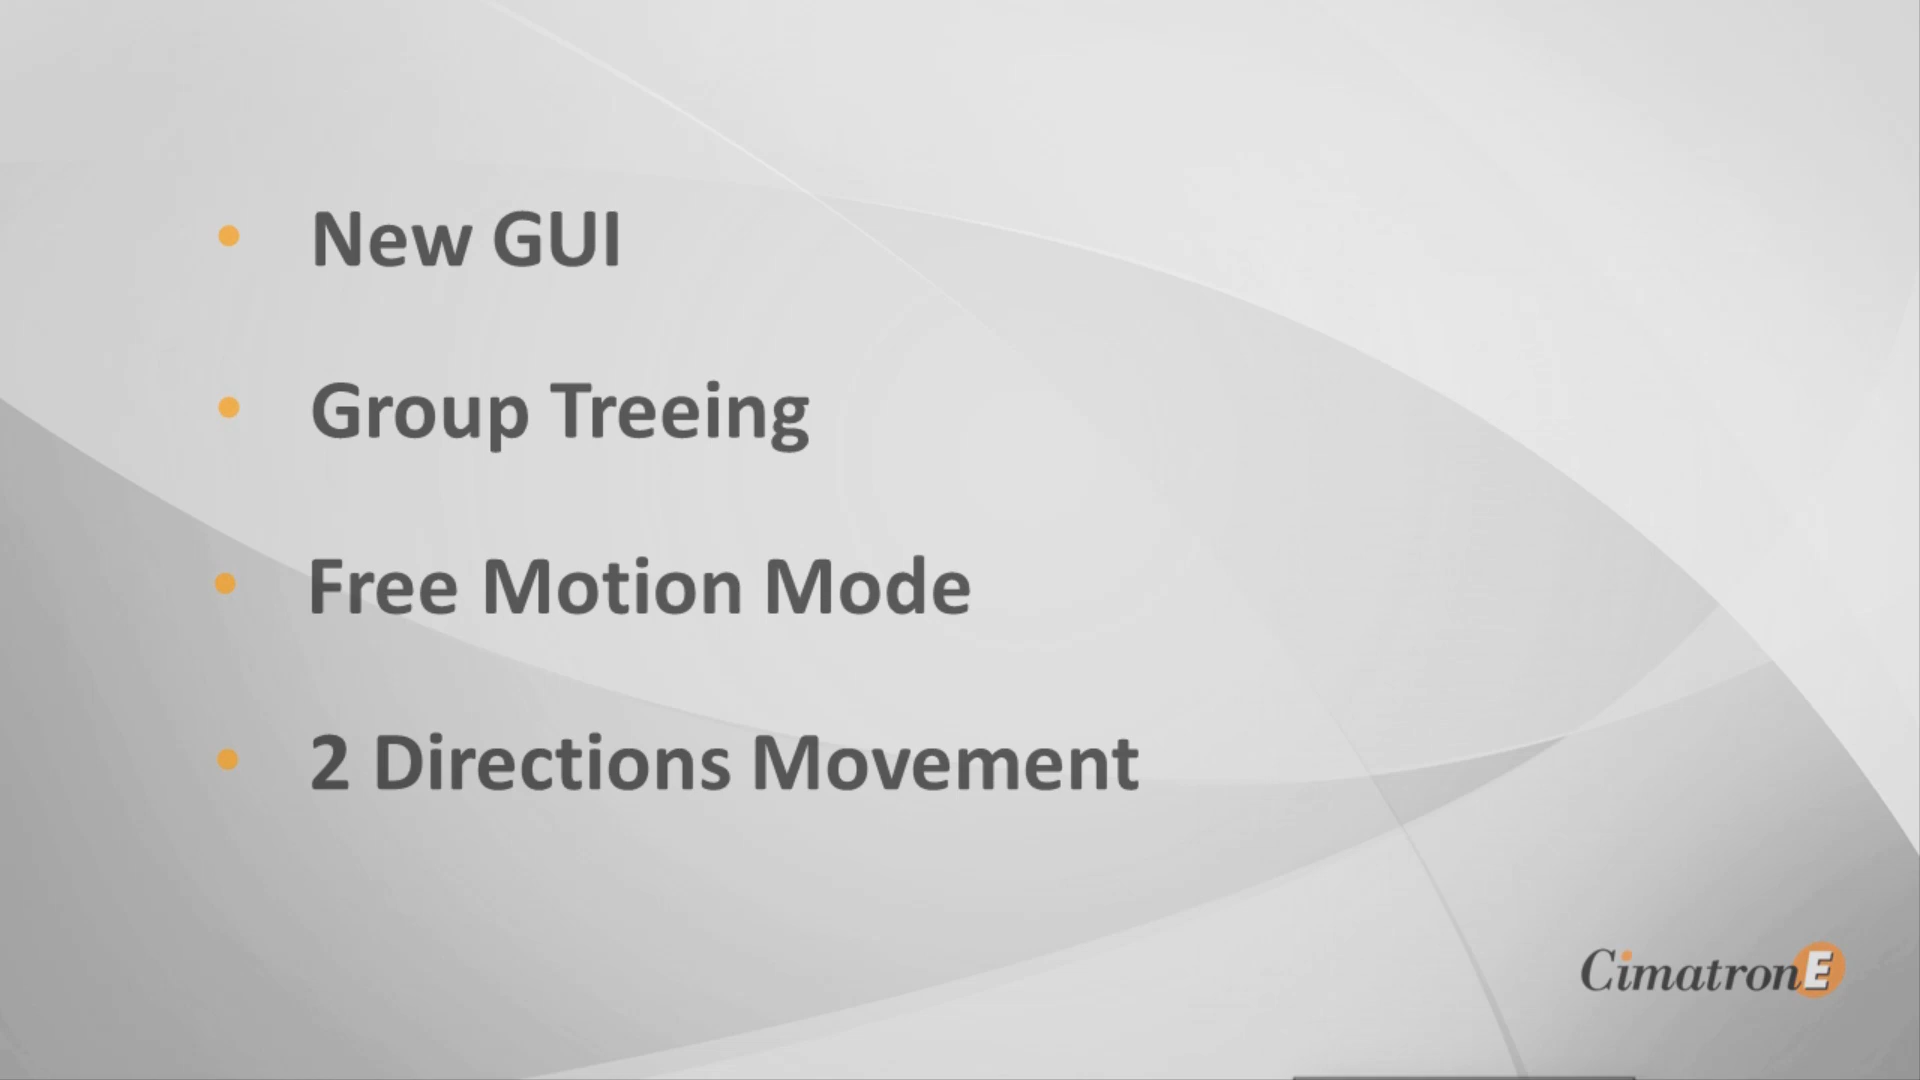 • New GUI
• Group Treeing
• Free Motion Mode
• 2 Directions Movement
CimatronE